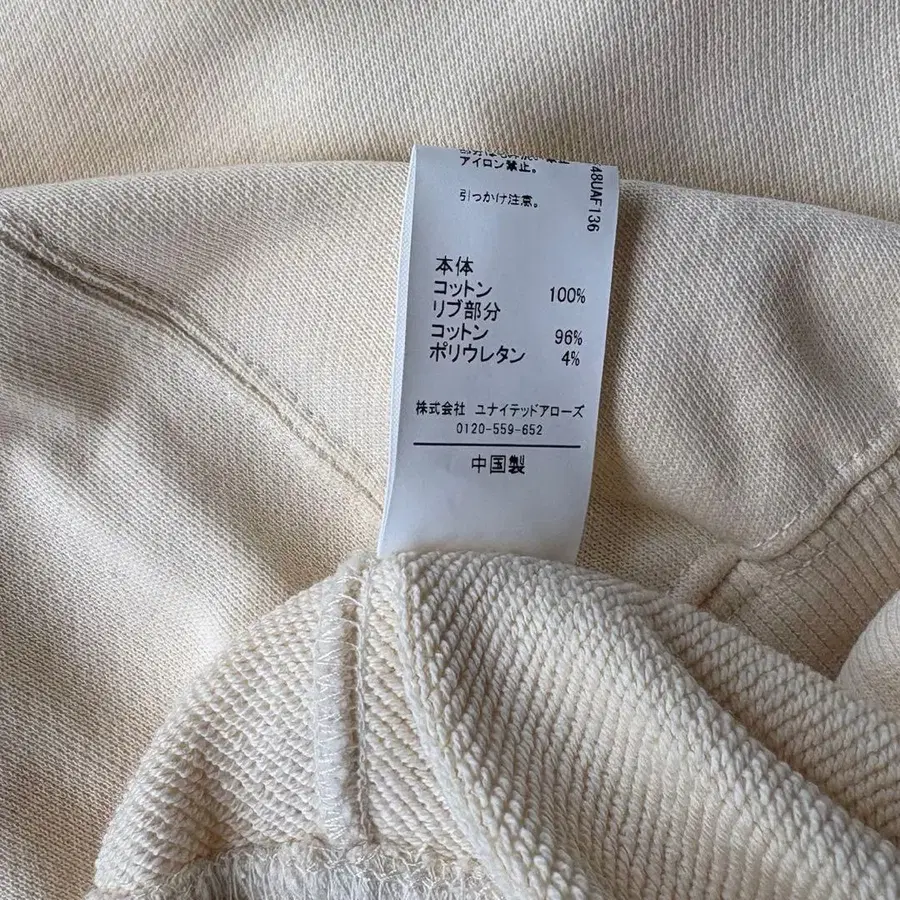 アイロン禁止。
引っかけ注意。
48UAF136
本体
コットン 100%
リブ部分
コットン 96%
ポリウレタン 4%
株式会社 ユナイテッドアローズ
0120-559-652
中国製